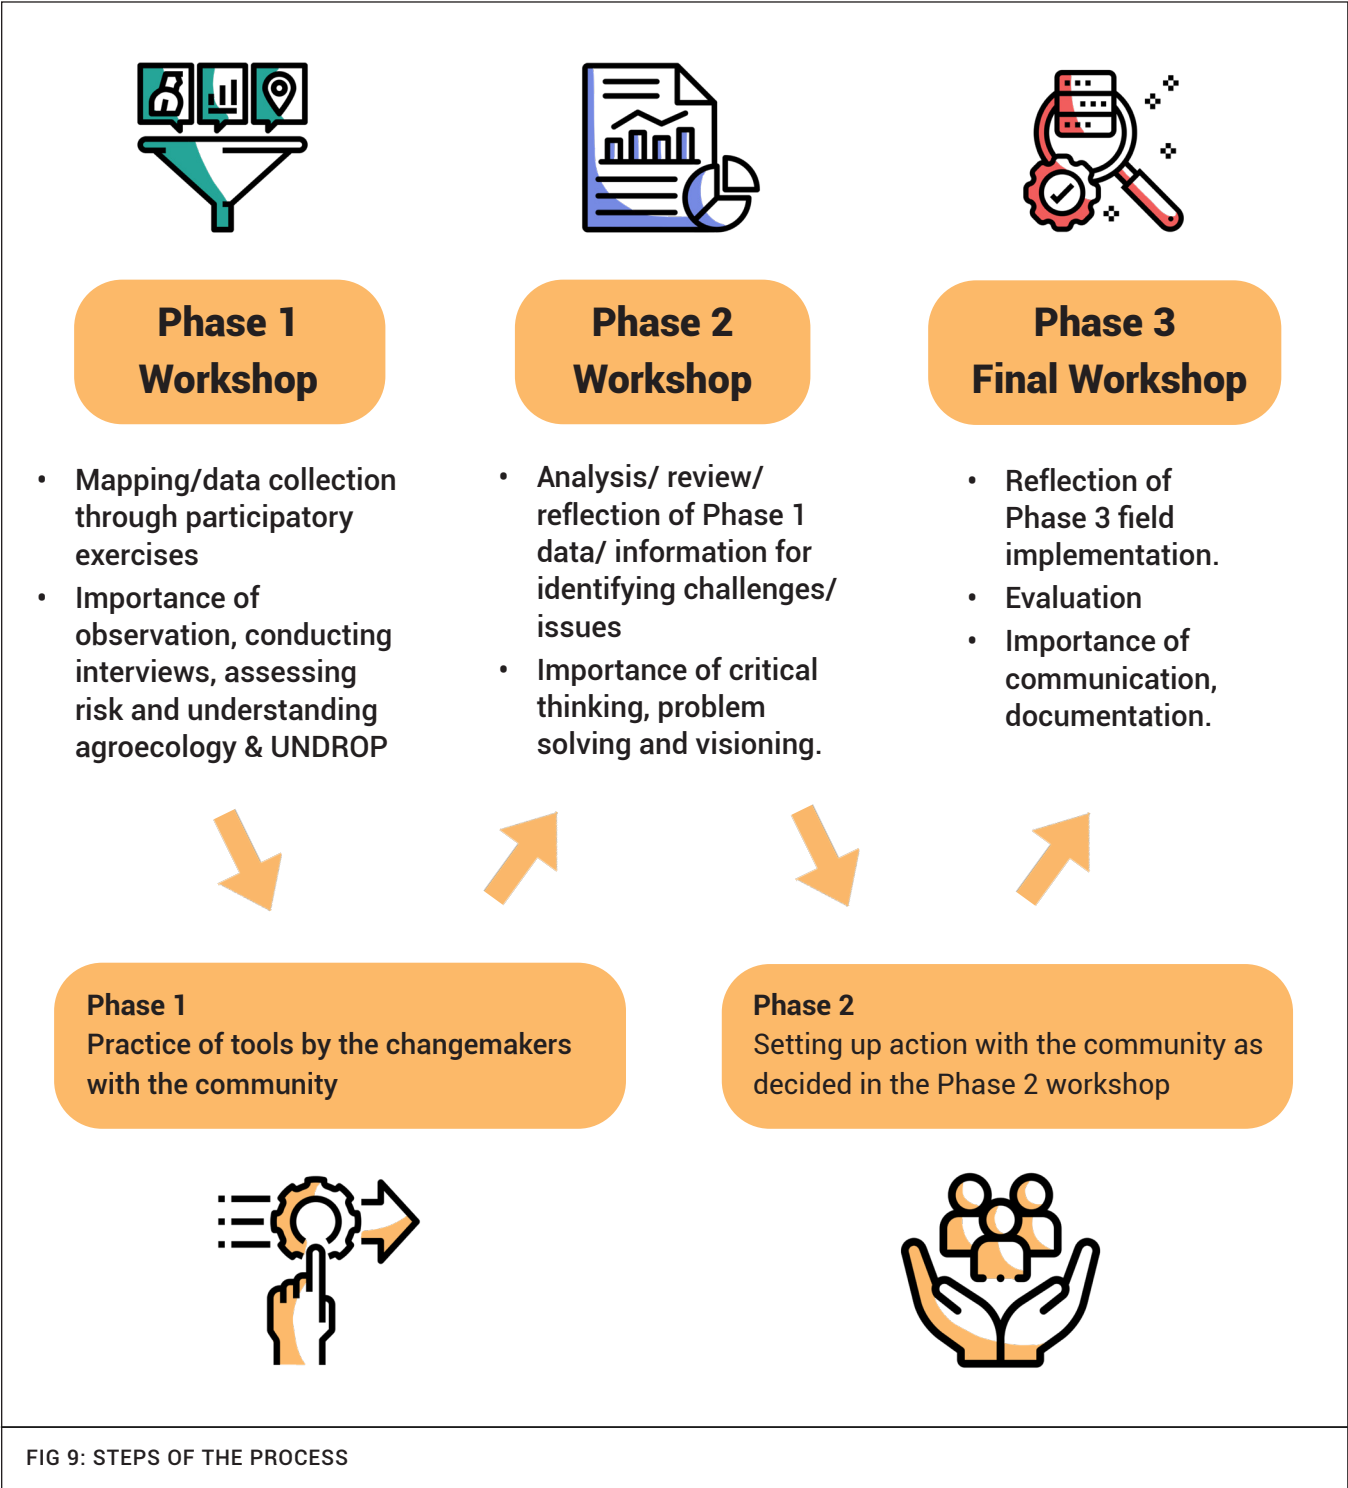 Phase 1
Workshop
• Mapping/data collection
through participatory
exercises
• Importance of
observation, conducting
interviews, assessing
risk and understanding
agroecology & UNDROP
Phase 2
Workshop
• Analysis/ review/
reflection of Phase 1
data/ information for
identifying challenges/
issues
• Importance of critical
thinking, problem
solving and visioning.
Phase 3
Final Workshop
• Reflection of
Phase 3 field
implementation.
• Evaluation
• Importance of
communication,
documentation.
Phase 1
Practice of tools by the changemakers
with the community
Phase 2
Setting up action with the community as
decided in the Phase 2 workshop
FIG 9: STEPS OF THE PROCESS